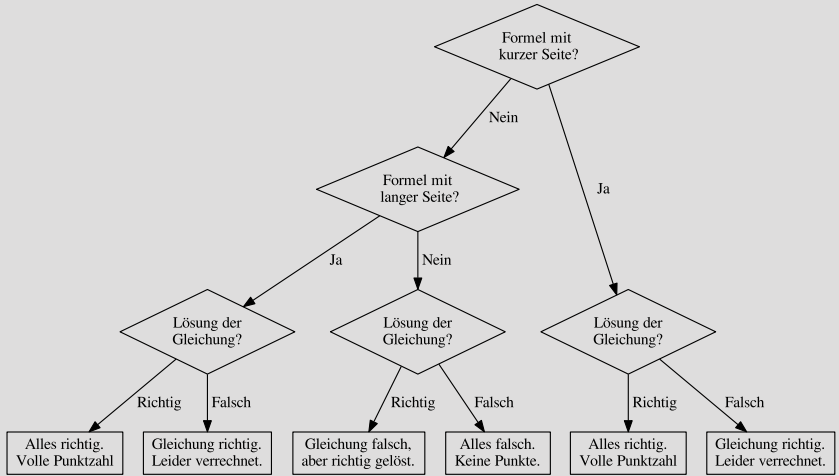 Formel mit
kurzer Seite?
Nein
Formel mit
langer Seite?
Ja
Ja
Nein
Lösung der
Gleichung?
Lösung der
Gleichung?
Lösung der
Gleichung?
Richtig
Falsch
Richtig
Falsch
Richtig
Falsch
Alles richtig.
Volle Punktzahl
Gleichung richtig.
Leider verrechnet.
Gleichung falsch,
aber richtig gelöst.
Alles falsch.
Keine Punkte.
Alles richtig.
Volle Punktzahl
Gleichung richtig.
Leider verrechnet.